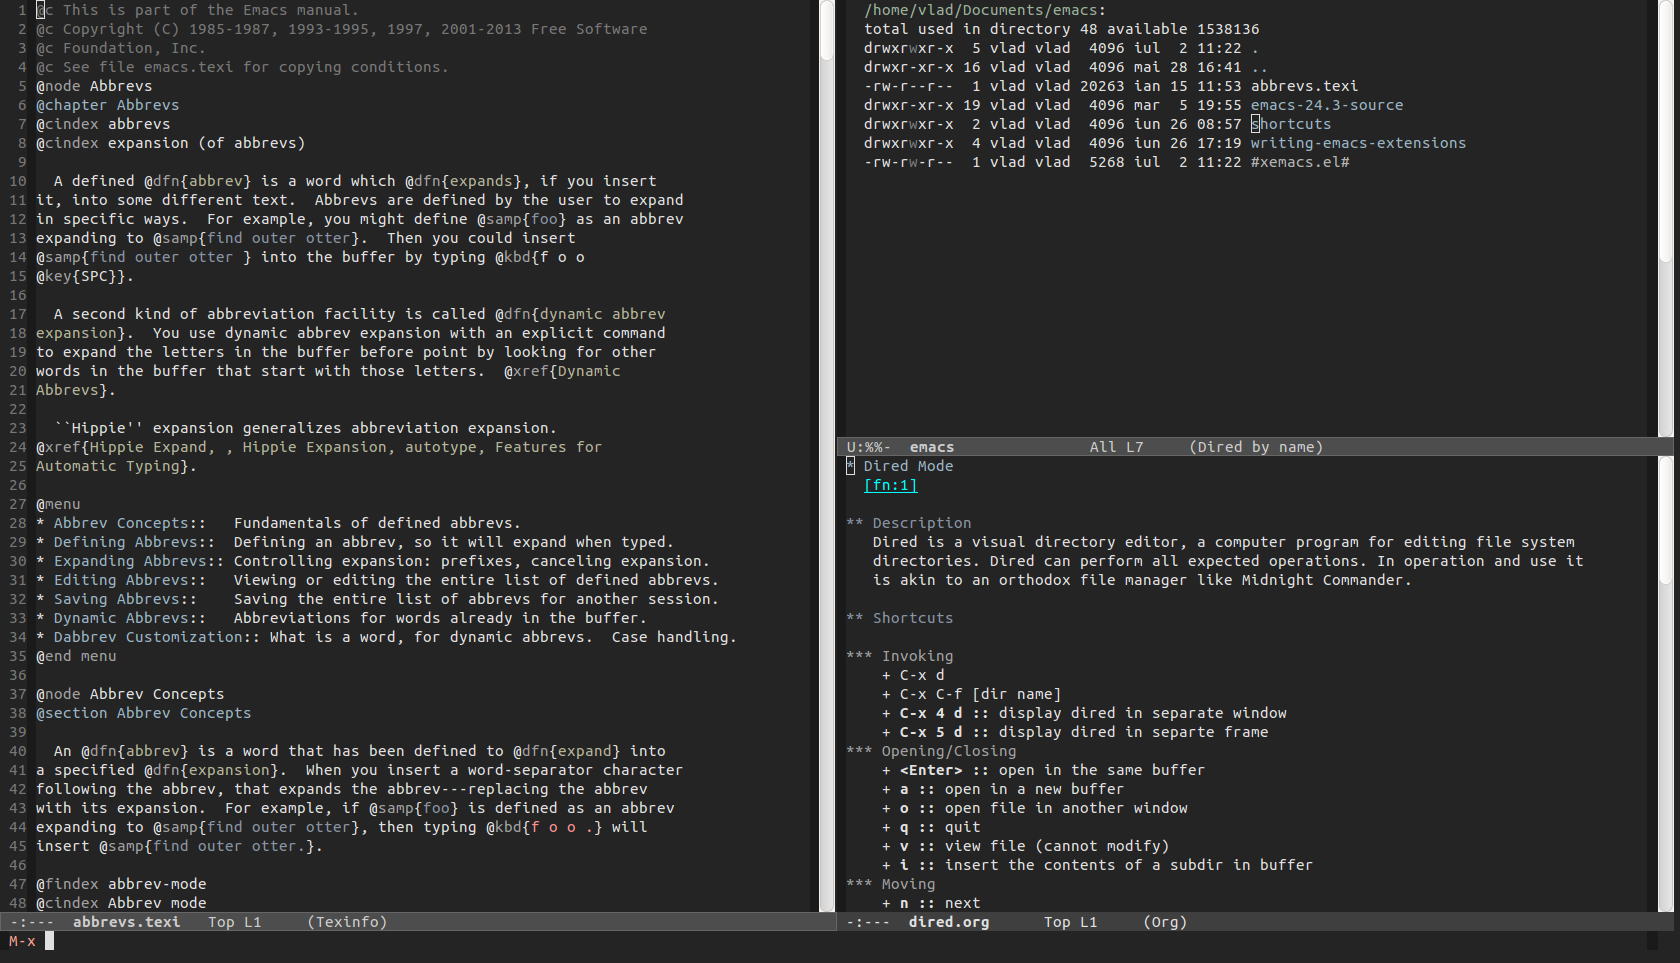 1 @c This is part of the Emacs manual.
2 @c Copyright (C) 1985-1987, 1993-1995, 1997, 2001-2013 Free Software
3 @c Foundation, Inc.
4 @c See file emacs.texi for copying conditions.
5 @node Abbrevs
6 @chapter Abbrevs
7 @cindex abbrevs
8 @cindex expansion (of abbrevs)
9
10   A defined @dfn{abbrev} is a word which @dfn{expands}, if you insert
11 it, into some different text.  Abbrevs are defined by the user to expand
12 in specific ways.  For example, you might define @samp{foo} as an abbrev
13 expanding to @samp{find outer otter}.  Then you could insert
14 @samp{find outer otter } into the buffer by typing @kbd{f o o
15 @key{SPC}}.
16
17   A second kind of abbreviation facility is called @dfn{dynamic abbrev
18 expansion}.  You use dynamic abbrev expansion with an explicit command
19 to expand the letters in the buffer before point by looking for other
20 words in the buffer that start with those letters.  @xref{Dynamic
21 Abbrevs}.
22
23   ``Hippie'' expansion generalizes abbreviation expansion.
24 @xref{Hippie Expand, , Hippie Expansion, autotype, Features for
25 Automatic Typing}.
26
27 @menu
28 * Abbrev Concepts::   Fundamentals of defined abbrevs.
29 * Defining Abbrevs::  Defining an abbrev, so it will expand when typed.
30 * Expanding Abbrevs:: Controlling expansion: prefixes, canceling expansion.
31 * Editing Abbrevs::   Viewing or editing the entire list of defined abbrevs.
32 * Saving Abbrevs::    Saving the entire list of abbrevs for another session.
33 * Dynamic Abbrevs::   Abbreviations for words already in the buffer.
34 * Dabbrev Customization:: What is a word, for dynamic abbrevs.  Case handling.
35 @end menu
36
37 @node Abbrev Concepts
38 @section Abbrev Concepts
39
40   An @dfn{abbrev} is a word that has been defined to @dfn{expand} into
41 a specified @dfn{expansion}.  When you insert a word-separator character
42 following the abbrev, that expands the abbrev---replacing the abbrev
43 with its expansion.  For example, if @samp{foo} is defined as an abbrev
44 expanding to @samp{find outer otter}, then typing @kbd{f o o .} will
45 insert @samp{find outer otter.}.
46
47 @findex abbrev-mode
48 @cindex Abbrev mode
-:---  abbrevs.texi   Top L1     (Texinfo)
M-x
/home/vlad/Documents/emacs:
total used in directory 48 available 1538136
drwxrwxr-x  5 vlad vlad  4096 iul  2 11:22 .
drwxr-xr-x 16 vlad vlad  4096 mai 28 16:41 ..
-rw-r--r--  1 vlad vlad 20263 ian 15 11:53 abbrevs.texi
drwxr-xr-x 19 vlad vlad  4096 mar  5 19:55 emacs-24.3-source
drwxrwxr-x  2 vlad vlad  4096 iun 26 08:57 shortcuts
drwxrwxr-x  4 vlad vlad  4096 iun 26 17:19 writing-emacs-extensions
-rw-rw-r--  1 vlad vlad  5268 iul  2 11:22 #xemacs.el#
U:%%-  emacs               All L7     (Dired by name)
* Dired Mode
  [fn:1]
** Description
   Dired is a visual directory editor, a computer program for editing file system
   directories. Dired can perform all expected operations. In operation and use it
   is akin to an orthodox file manager like Midnight Commander.
** Shortcuts
*** Invoking
    + C-x d
    + C-x C-f [dir name]
    + C-x 4 d :: display dired in separate window
    + C-x 5 d :: display dired in separte frame
*** Opening/Closing
    + <Enter> :: open in the same buffer
    + a :: open in a new buffer
    + o :: open file in another window
    + q :: quit
    + v :: view file (cannot modify)
    + i :: insert the contents of a subdir in buffer
*** Moving
    + n :: next
-:---  dired.org      Top L1     (Org)